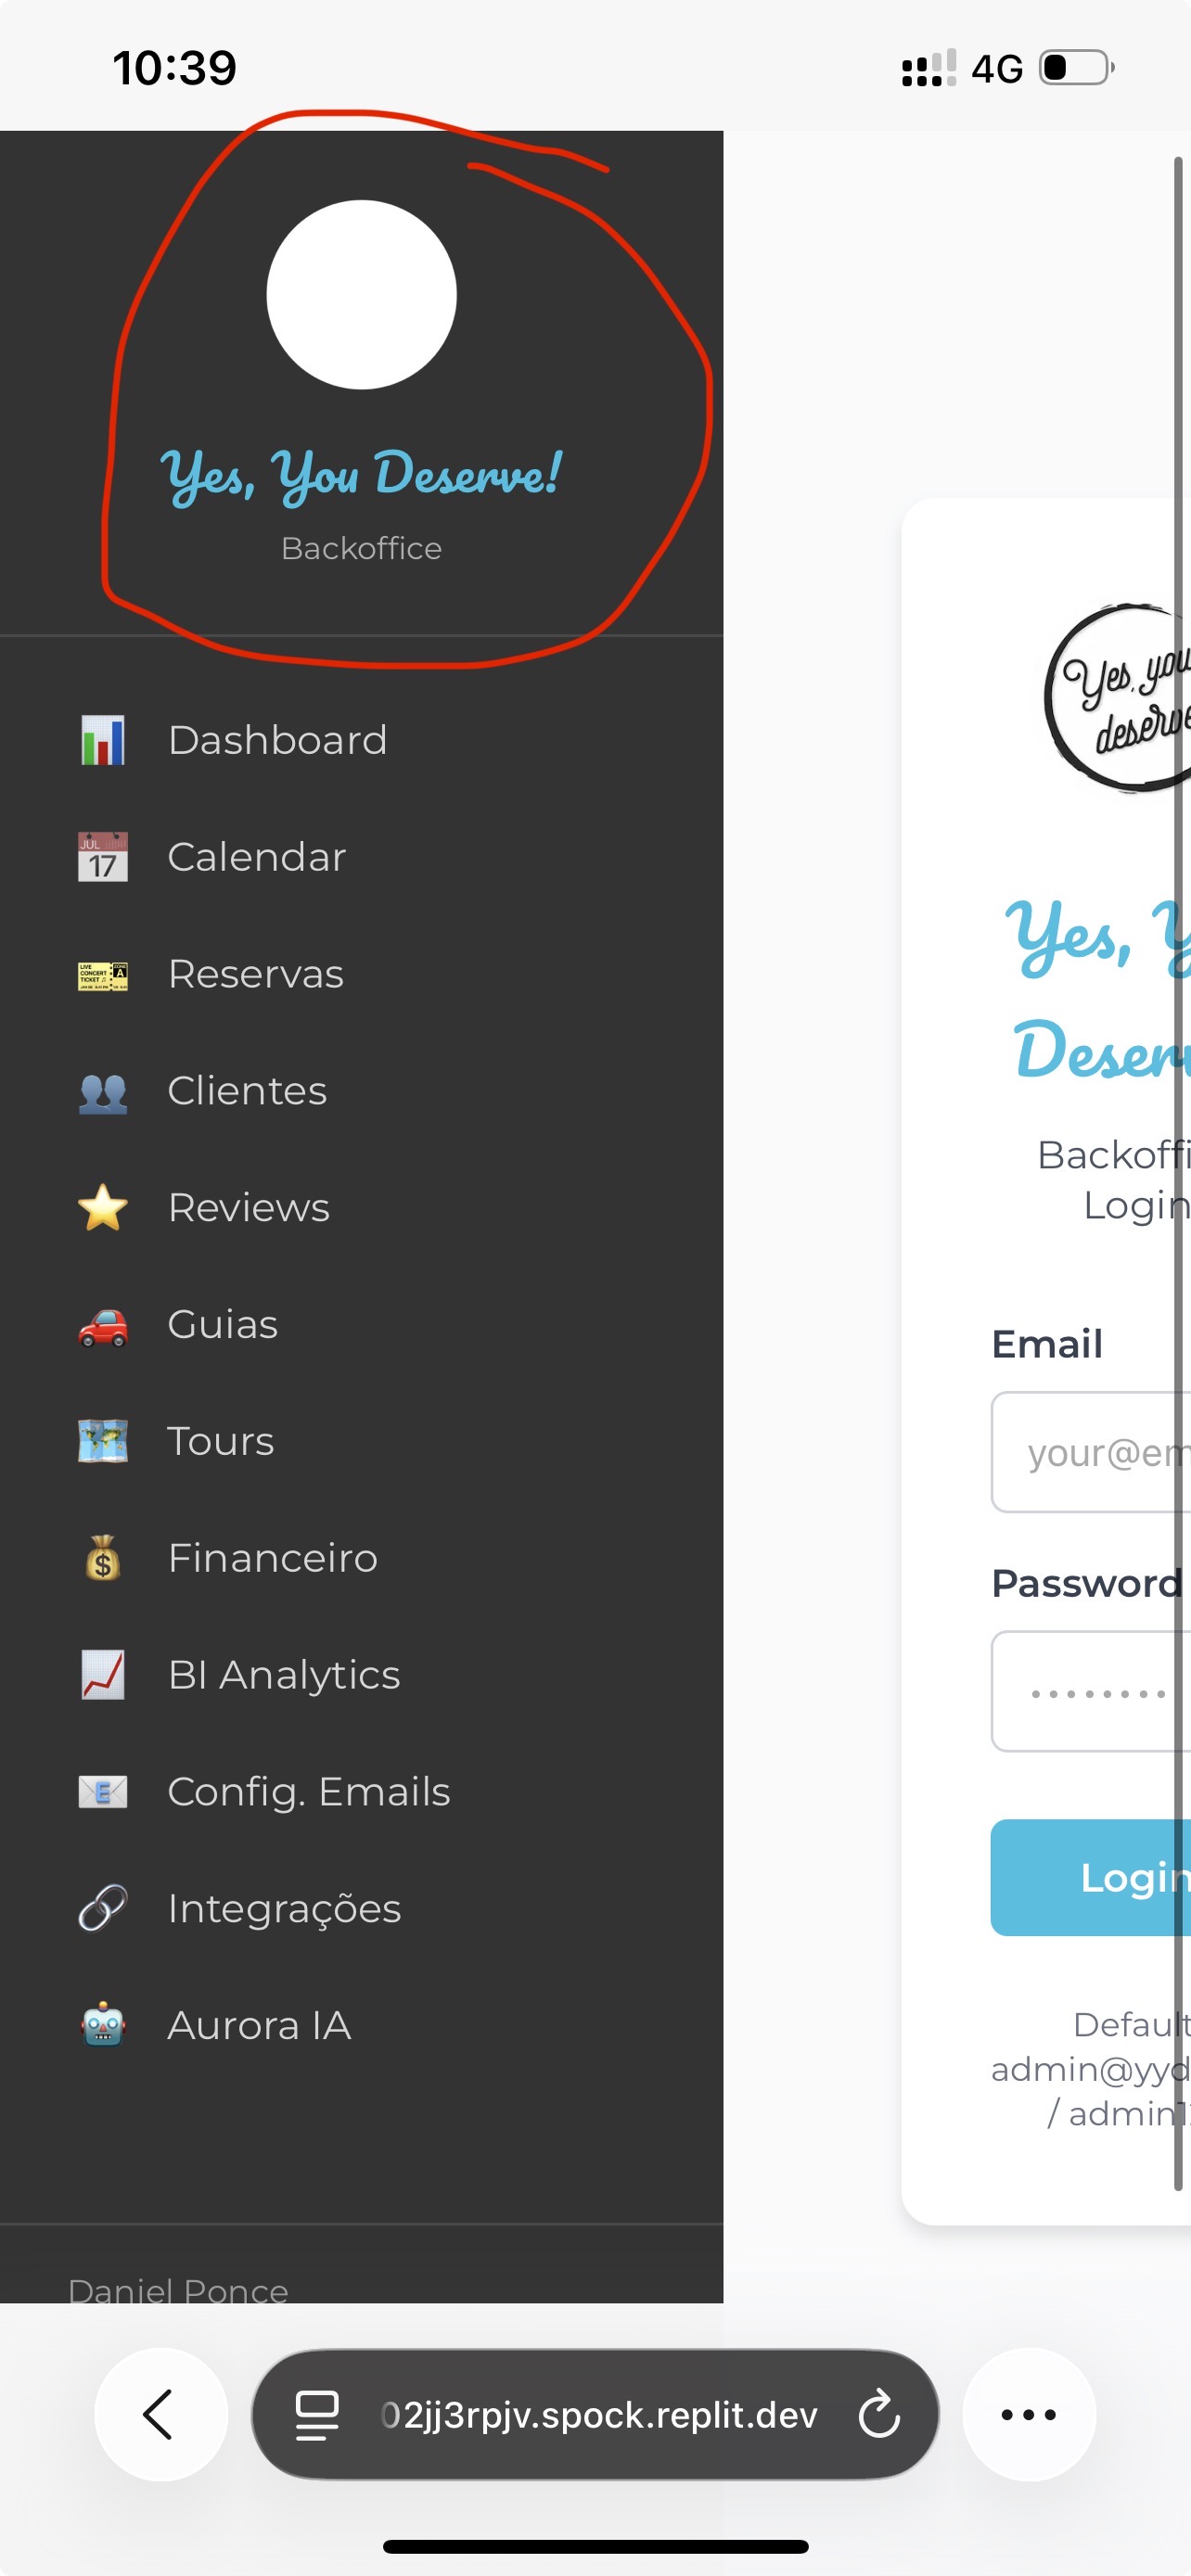 10:39
4G
Yes, You Deserve!
Backoffice
Dashboard
JUL
17
Calendar
Reservas
Clientes
Reviews
Guias
Tours
Financeiro
BI Analytics
Config. Emails
Integrações
Aurora IA
Daniel Ponce
Yes, you
deserve
Yes, Y
Deserv
Backoffi
Login
Email
your@em
Password
Login
Default
admin@yyd
/ admin1
02jj3rpjv.spock.replit.dev